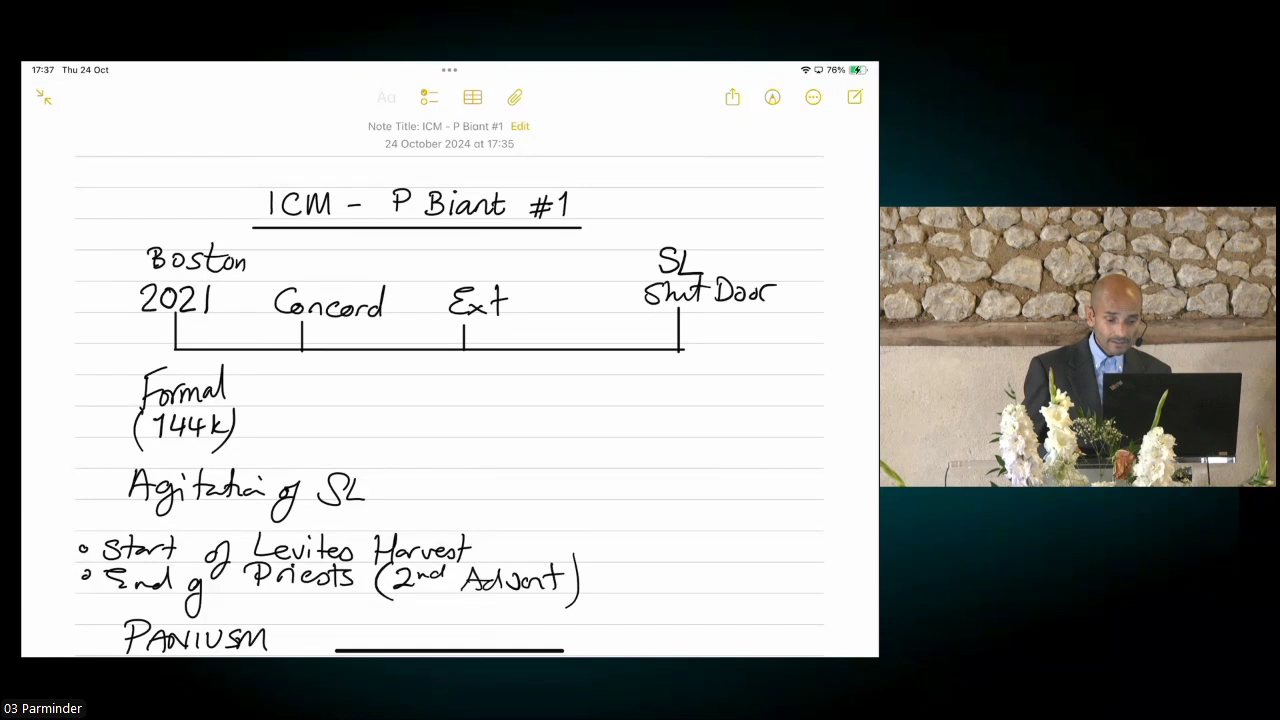 17:37 Thu 24 Oct
76%
Aa
Note Title: ICM - P Biant #1 Edit
24 October 2024 at 17:35
ICM - P Biant #1
Boston
2021 Concord Ext
SL
Shut Door
Formal
(144k)
Agitation of SL
• Start of Levites Harvest
• End of Priests (2nd Advent)
PANIUSM
03 Parminder